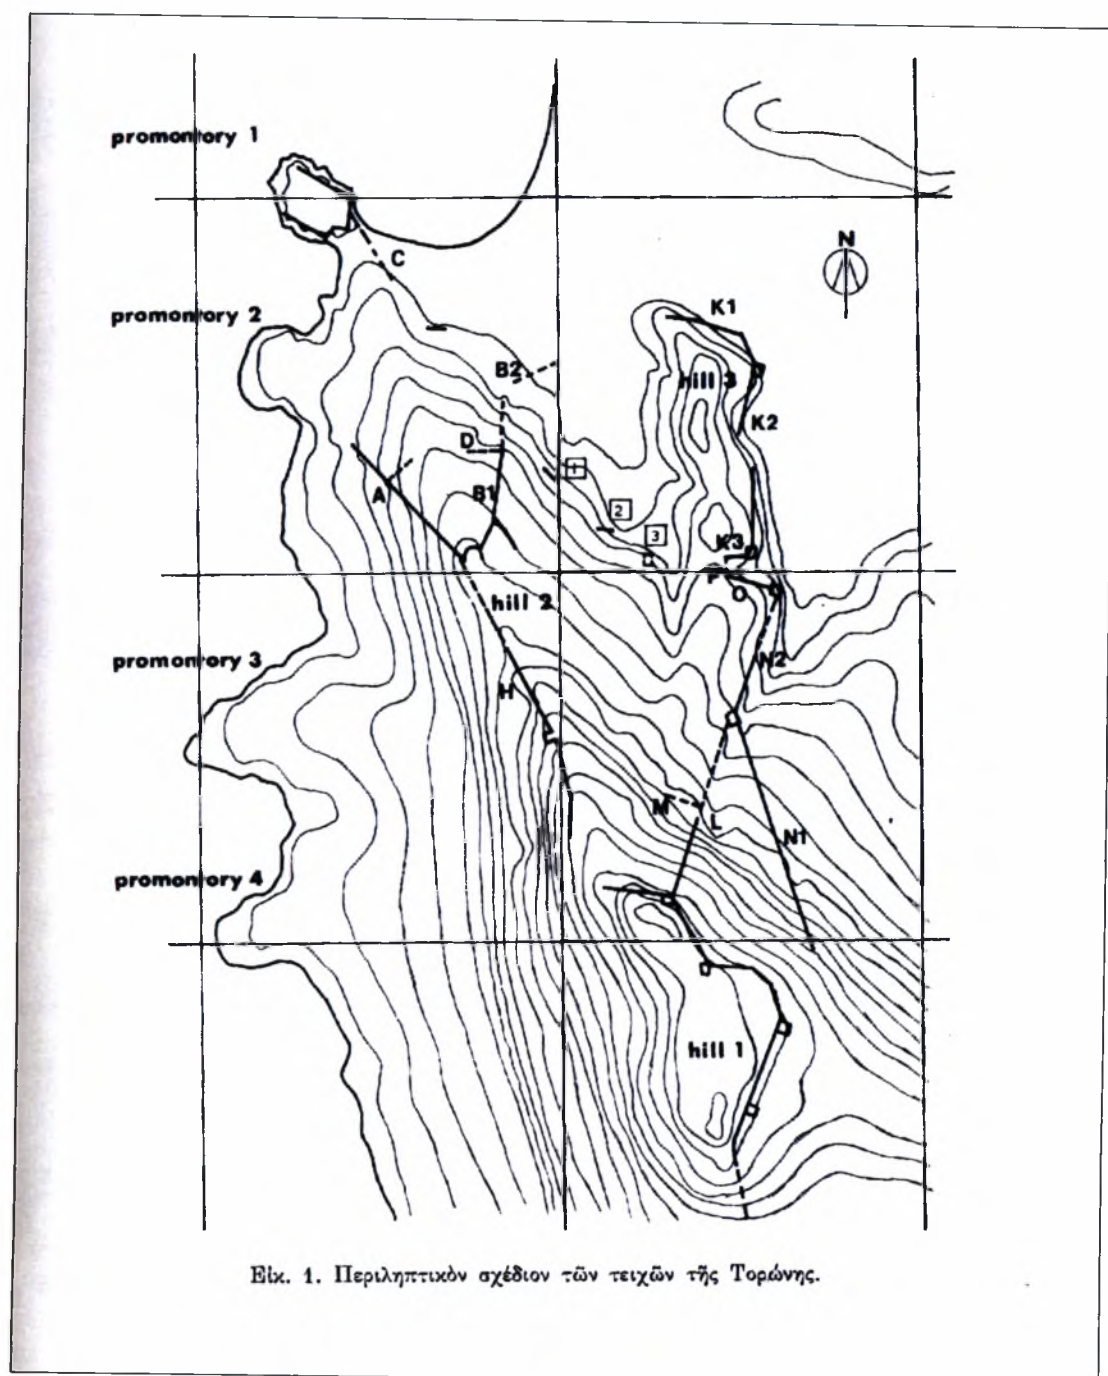 promontory 1
N
C
promontory 2
K1
B2
hill 3
K2
D
1
A
B1
2
3
K3
P
O
hill 2
promontory 3
N2
H
M
L
N1
promontory 4
hill 1
Εἰκ. 1. Περιληπτικὸν σχέδιον τῶν τειχῶν τῆς Τορώνης.